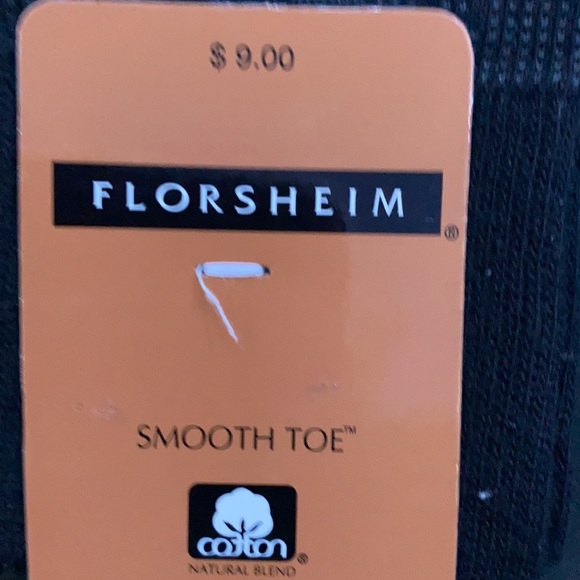 $ 9.00
FLORSHEIM
®
SMOOTH TOE™
cotton ®
NATURAL BLEND